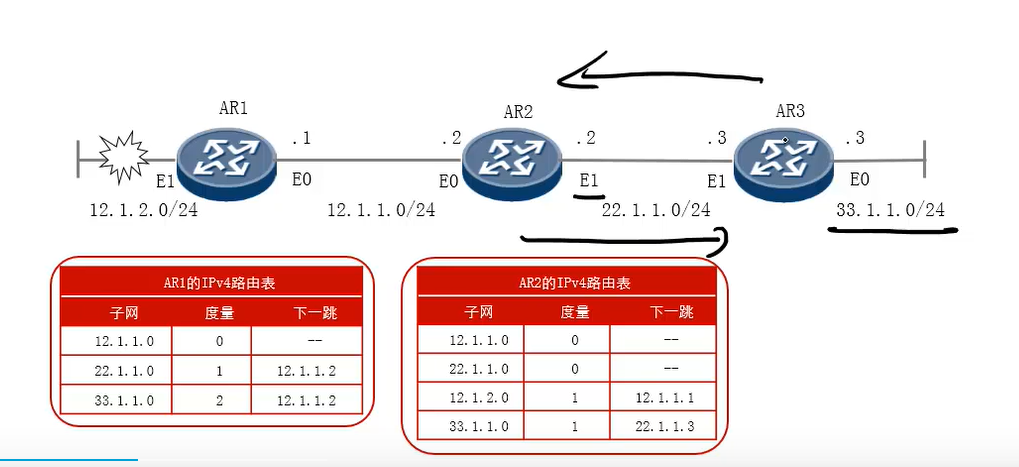 AR1
AR2
AR3
.1
.2
.2
.3
.3
E1
E0
E0
E1
E1
E0
12.1.2.0/24
12.1.1.0/24
22.1.1.0/24
33.1.1.0/24
AR1的IPv4路由表
子网 度量 下一跳
12.1.1.0 0 --
22.1.1.0 1 12.1.1.2
33.1.1.0 2 12.1.1.2
AR2的IPv4路由表
子网 度量 下一跳
12.1.1.0 0 --
22.1.1.0 0 --
12.1.2.0 1 12.1.1.1
33.1.1.0 1 22.1.1.3